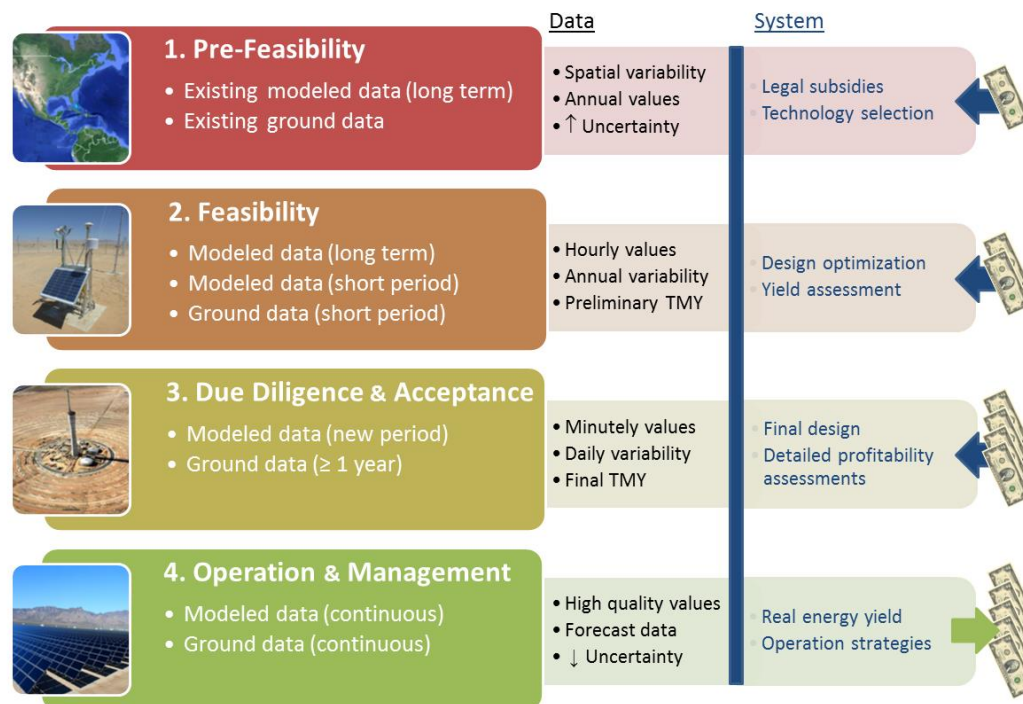 Data
System
1. Pre-Feasibility
• Existing modeled data (long term)
• Existing ground data
• Spatial variability
• Annual values
• ↑ Uncertainty
• Legal subsidies
• Technology selection
2. Feasibility
• Modeled data (long term)
• Modeled data (short period)
• Ground data (short period)
• Hourly values
• Annual variability
• Preliminary TMY
• Design optimization
• Yield assessment
3. Due Diligence & Acceptance
• Modeled data (new period)
• Ground data (≥ 1 year)
• Minutely values
• Daily variability
• Final TMY
• Final design
• Detailed profitability
assessments
4. Operation & Management
• Modeled data (continuous)
• Ground data (continuous)
• High quality values
• Forecast data
• ↓ Uncertainty
• Real energy yield
• Operation strategies